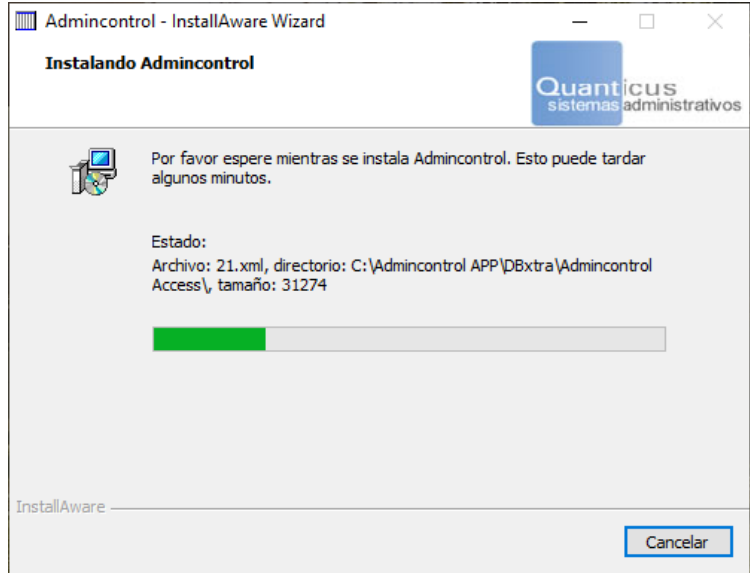 Admincontrol - InstallAware Wizard
Instalando Admincontrol
Quanticus
sistemas administrativos
Por favor espere mientras se instala Admincontrol. Esto puede tardar
algunos minutos.
Estado:
Archivo: 21.xml, directorio: C:\Admincontrol APP\DBxtra\Admincontrol
Access\, tamaño: 31274
InstallAware
Cancelar